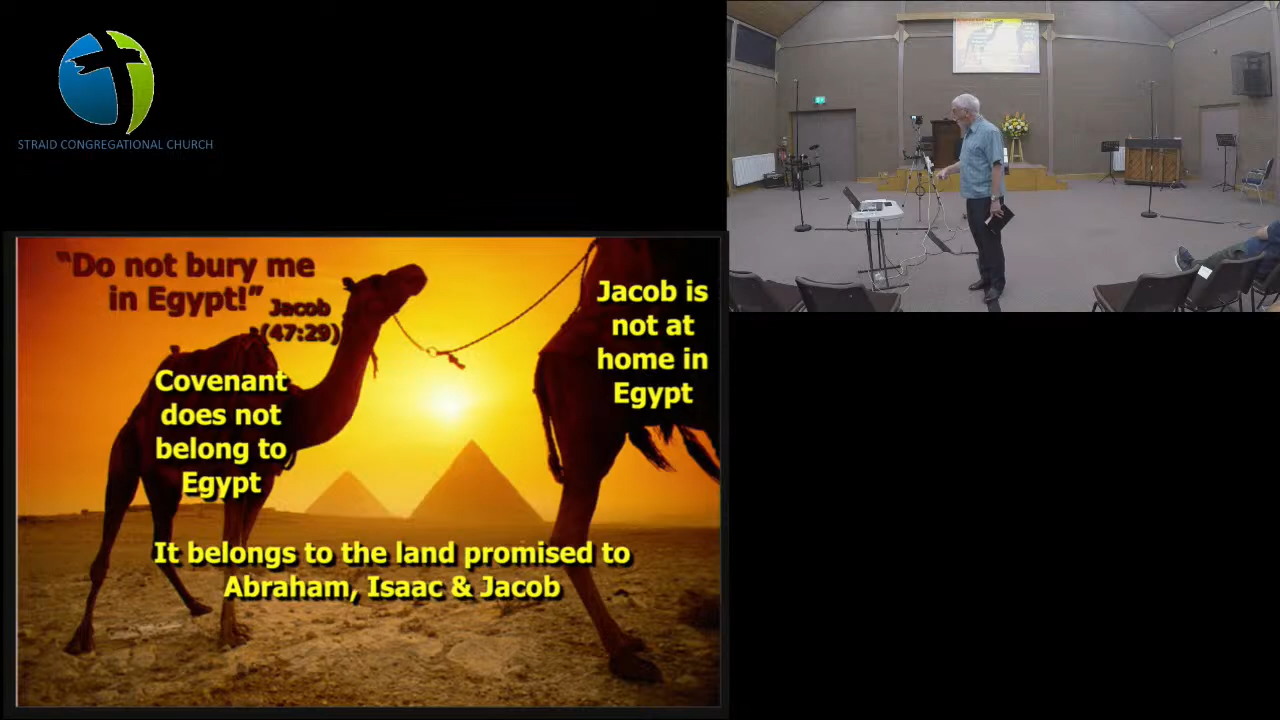 STRAID CONGREGATIONAL CHURCH
“Do not bury me
in Egypt!”
Jacob
(47:29)
Jacob is
not at
home in
Egypt
Covenant
does not
belong to
Egypt
It belongs to the land promised to
Abraham, Isaac & Jacob